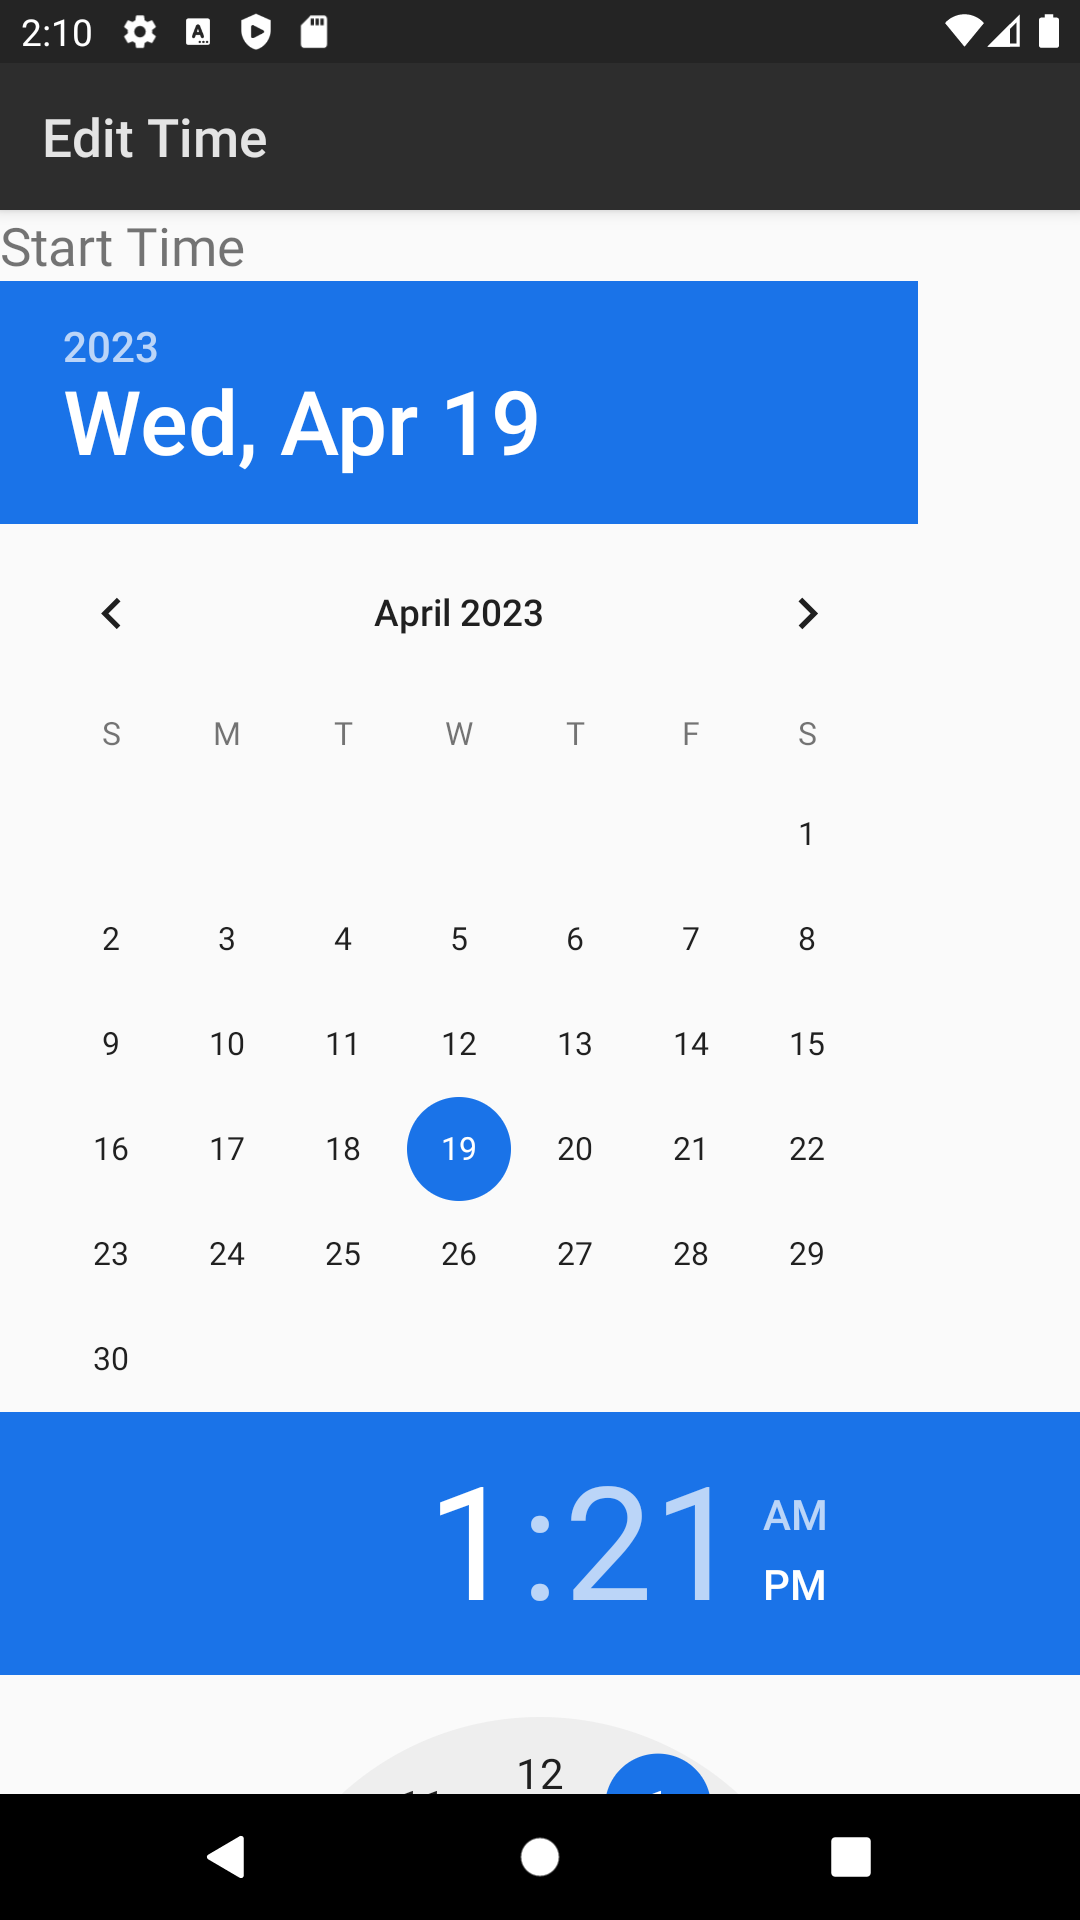 2:10
Edit Time
Start Time
2023
Wed, Apr 19
April 2023
S M T W T F S
1
2 3 4 5 6 7 8
9 10 11 12 13 14 15
16 17 18 19 20 21 22
23 24 25 26 27 28 29
30
1:21
AM
PM
12